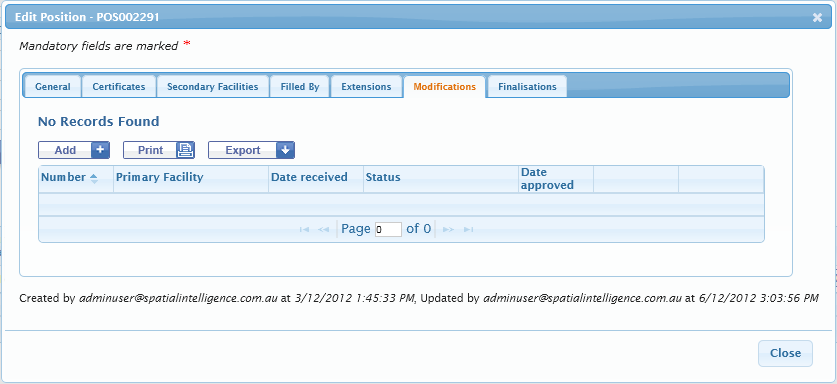 Edit Position - POS002291
Mandatory fields are marked *
General Certificates Secondary Facilities Filled By Extensions Modifications Finalisations
No Records Found
Add Print Export
Number Primary Facility Date received Status Date approved
Page 0 of 0
Created by adminuser@spatialintelligence.com.au at 3/12/2012 1:45:33 PM, Updated by adminuser@spatialintelligence.com.au at 6/12/2012 3:03:56 PM
Close